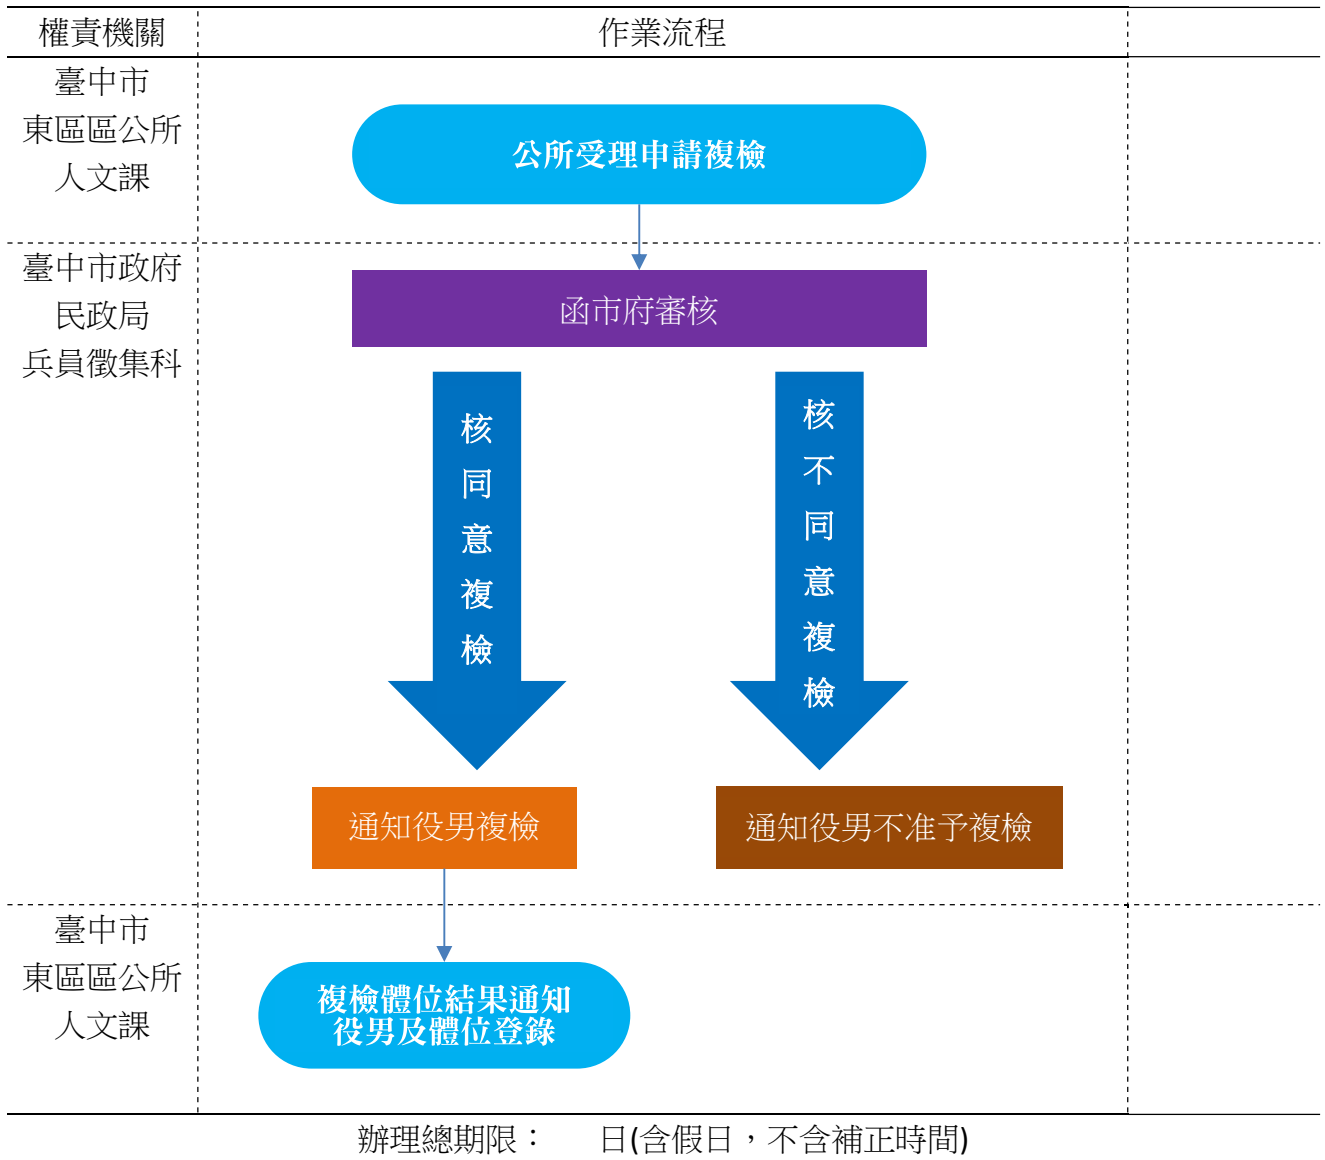 權責機關
作業流程
臺中市
東區區公所
人文課
公所受理申請複檢
臺中市政府
民政局
兵員徵集科
函市府審核
核同意複檢
核不同意複檢
通知役男複檢
通知役男不准予複檢
臺中市
東區區公所
人文課
複檢體位結果通知
役男及體位登錄
辦理總期限： 日(含假日，不含補正時間)